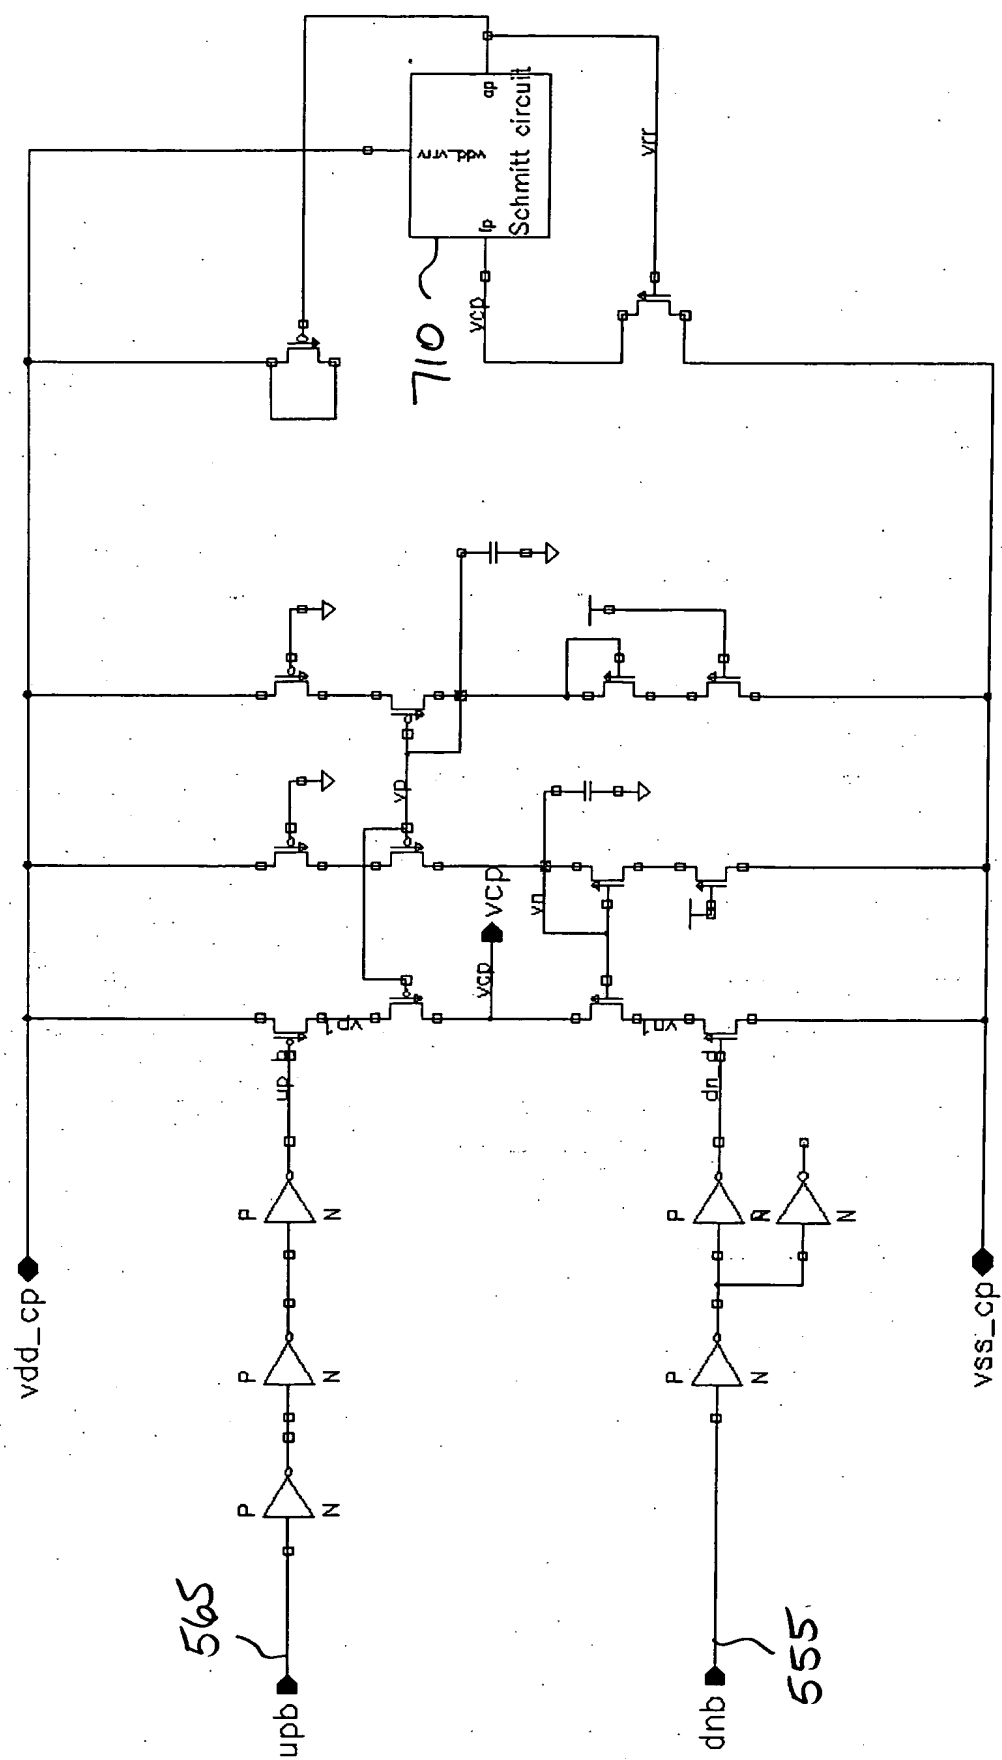 vdd_cp
upb
565
P
N
P
N
P
N
up_b
vp1
vp
vcp
vcp
vn
vn1
dn_d
dnb
555
P
N
P
N
N
vss_cp
710
vcp
ip
vdd_vrrv
op
Schmitt circuit
vrr